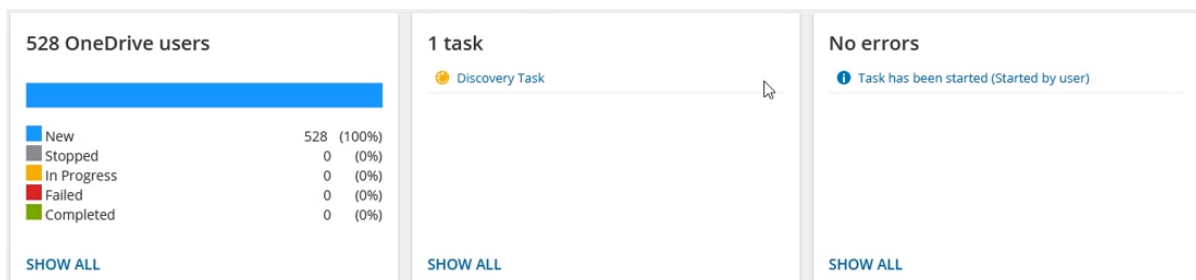 528 OneDrive users
New 528 (100%)
Stopped 0 (0%)
In Progress 0 (0%)
Failed 0 (0%)
Completed 0 (0%)
SHOW ALL
1 task
Discovery Task
SHOW ALL
No errors
Task has been started (Started by user)
SHOW ALL